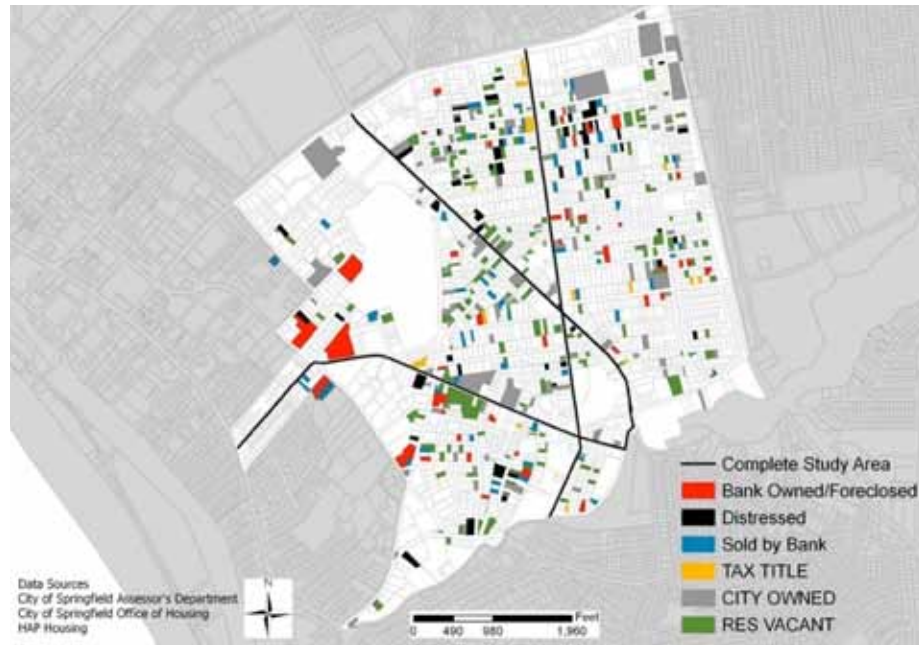 Complete Study Area
Bank Owned/Foreclosed
Distressed
Sold by Bank
TAX TITLE
CITY OWNED
RES VACANT
Data Sources
City of Springfield Assessor's Department
City of Springfield Office of Housing
HAP Housing
N
Feet
0 490 980 1,960